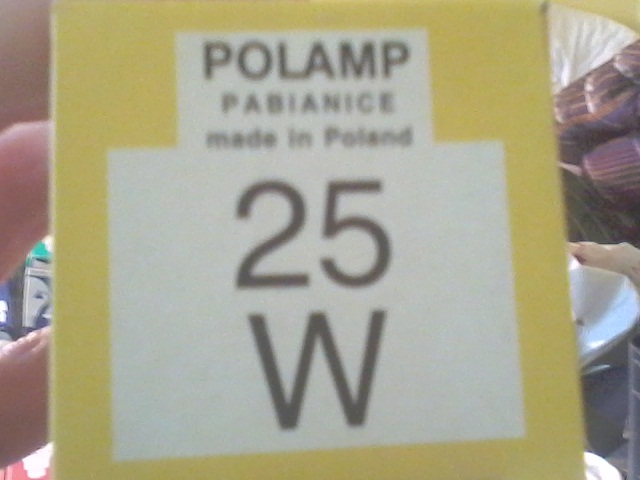 POLAMP
PABIANICE
made in Poland
25
W